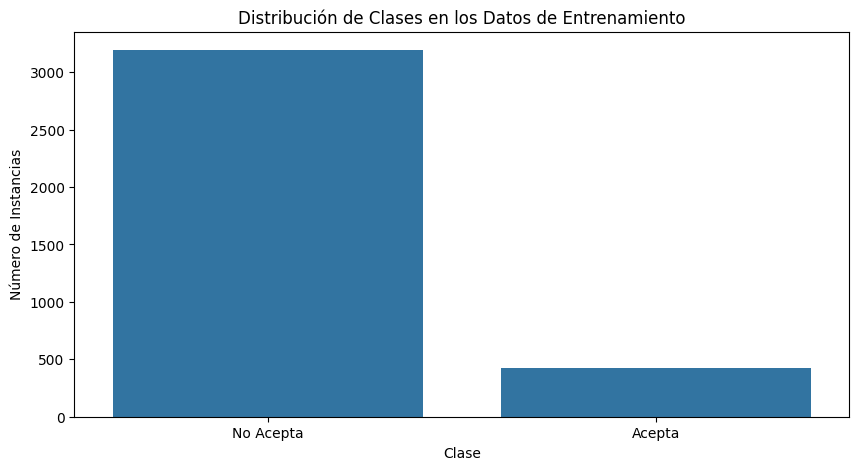 Distribución de Clases en los Datos de Entrenamiento
Número de Instancias
3000
2500
2000
1500
1000
500
0
No Acepta
Acepta
Clase